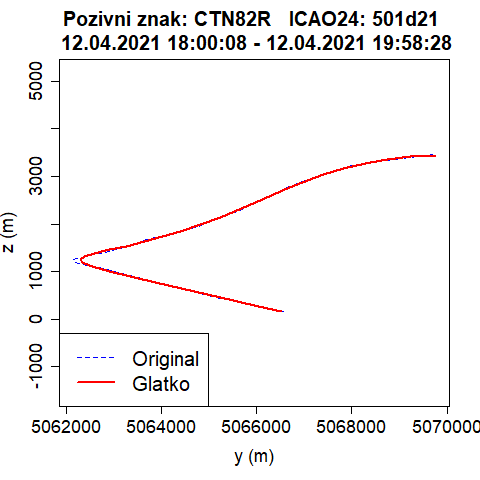 Pozivni znak: CTN82R ICAO24: 501d21
12.04.2021 18:00:08 - 12.04.2021 19:58:28
z (m)
5000
3000
1000
0
-1000
Original
Glatko
5062000 5064000 5066000 5068000 5070000
y (m)